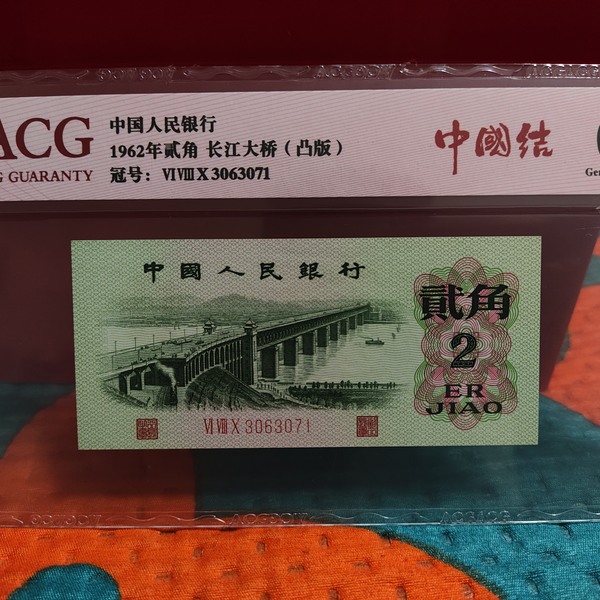 ACG
G GUARANTY
中国人民银行
1962年贰角 长江大桥（凸版）
冠号： VI VIII X 3063071
中國结
Gen
中國人民銀行
貳角
2
ER
JIAO
VI VIII X 3063071